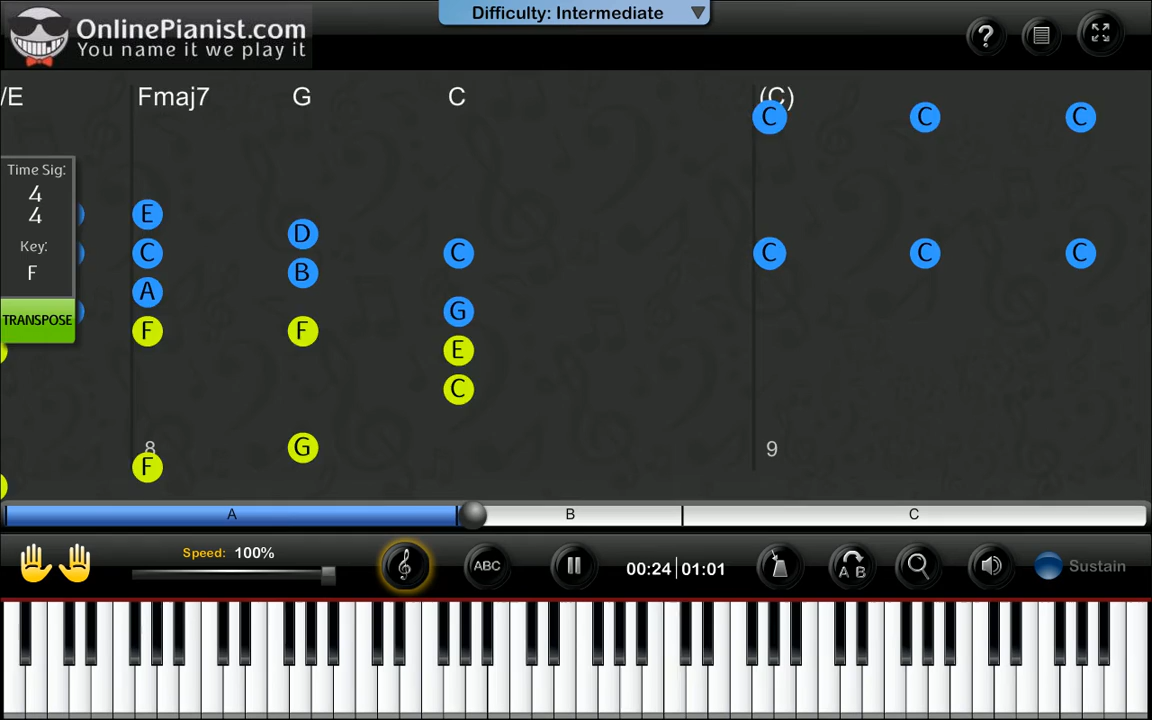 Difficulty: Intermediate
OnlinePianist.com
You name it we play it
?
/E Fmaj7 G C (C)
C C C
Time Sig:
4
4
Key:
F
TRANSPOSE
E D
C B C C C C
A G
F F E
C
8 G 9
F
A B C
Speed: 100%
ABC
00:24 01:01
A B
Sustain